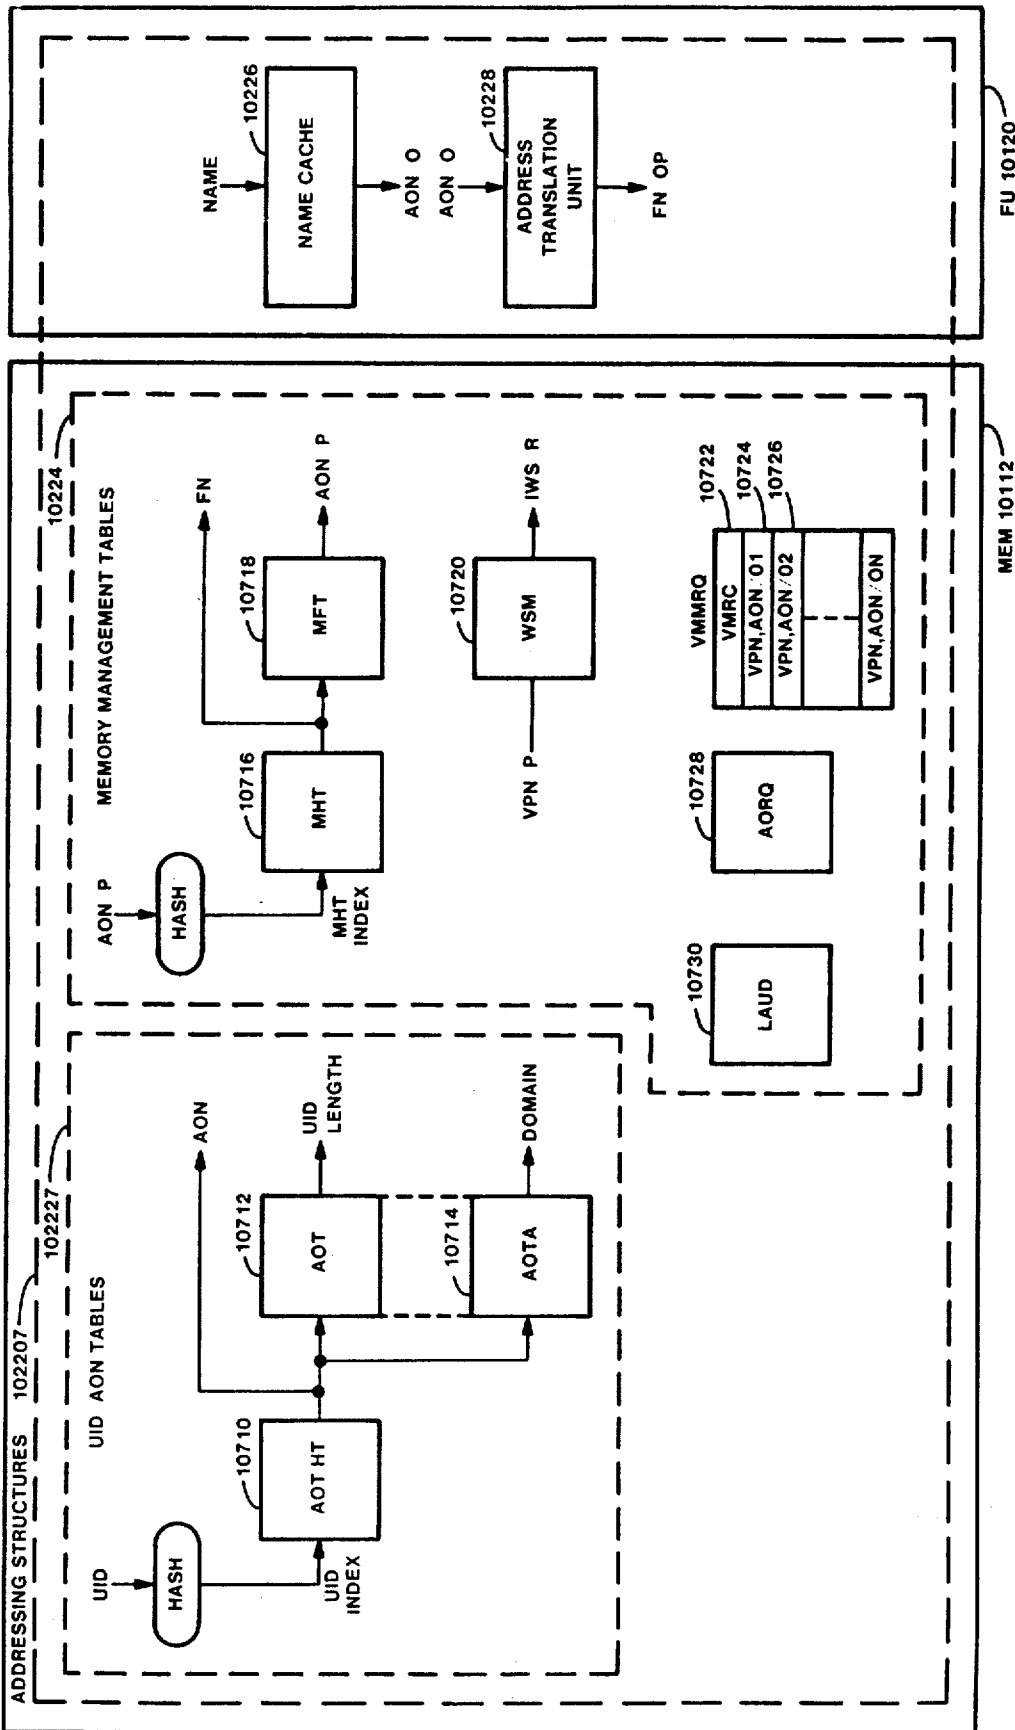 ADDRESSING STRUCTURES 102207
102227
UID AON TABLES
UID
HASH
UID
INDEX
10710
AOT HT
AON
10712
AOT
UID
LENGTH
10714
AOTA
DOMAIN
10224
MEMORY MANAGEMENT TABLES
AON P
HASH
MHT
INDEX
10716
MHT
FN
10718
MFT
AON P
VPN P
10720
WSM
IWS R
10730
LAUD
10728
AORQ
VMMRQ
VMRC
VPN,AON/O1
VPN,AON/O2
VPN,AON/ON
10722
10724
10726
MEM 10112
NAME
10226
NAME CACHE
AON O
AON O
10228
ADDRESS
TRANSLATION
UNIT
FN OP
FU 10120